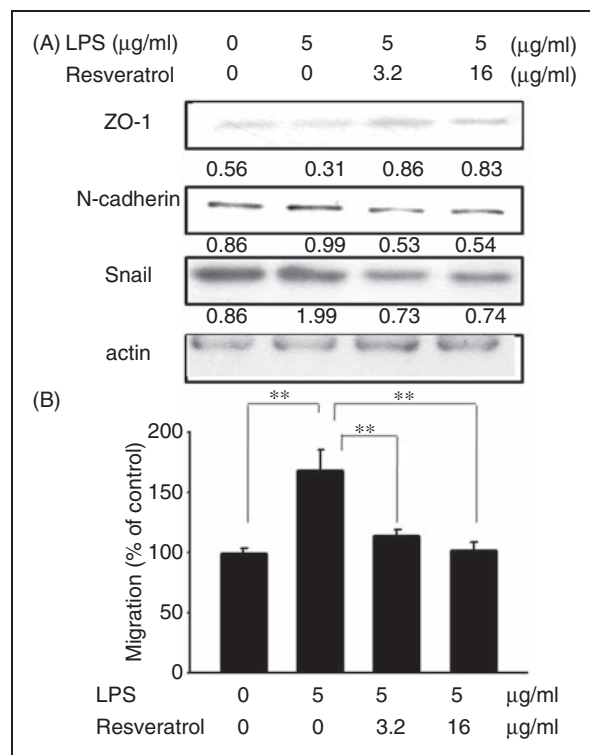 (A) LPS (μg/ml) 0 5 5 5 (μg/ml)
Resveratrol 0 0 3.2 16 (μg/ml)
ZO-1
0.56 0.31 0.86 0.83
N-cadherin
0.86 0.99 0.53 0.54
Snail
0.86 1.99 0.73 0.74
actin
(B)
** **
**
Migration (% of control)
200
150
100
50
0
LPS 0 5 5 5 μg/ml
Resveratrol 0 0 3.2 16 μg/ml